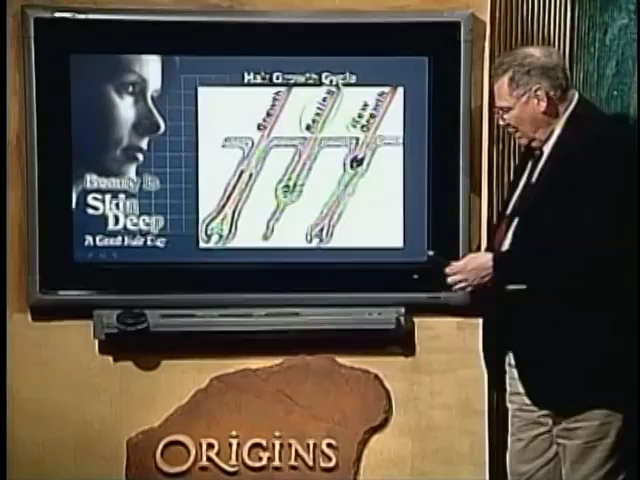 Hair Growth Cycle
Growth
Resting
New
Growth
Beauty Is
Skin
Deep
A Good Hair Day
ORIGINS